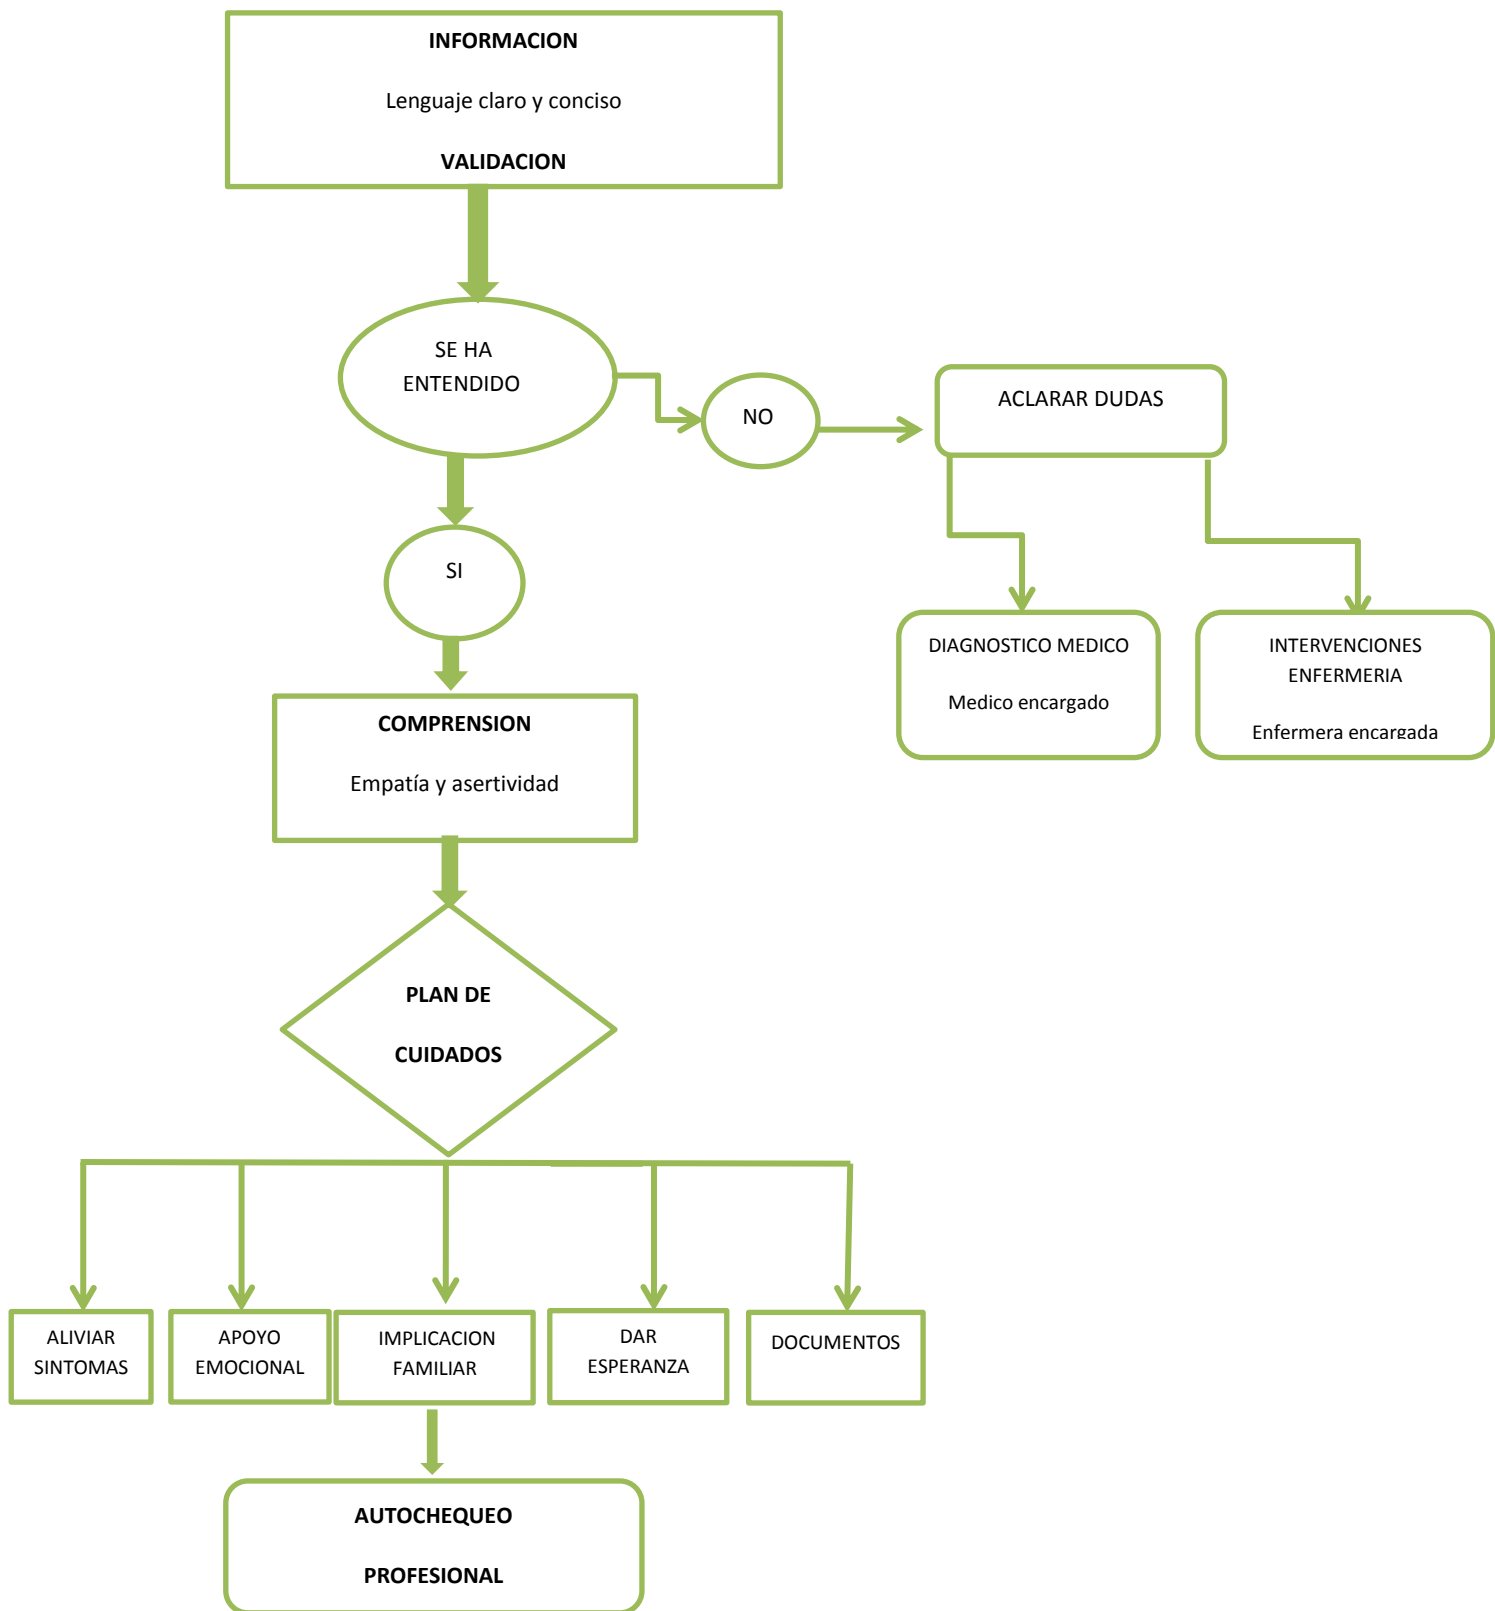 INFORMACION
Lenguaje claro y conciso
VALIDACION
SE HA
ENTENDIDO
NO
ACLARAR DUDAS
SI
DIAGNOSTICO MEDICO
Medico encargado
INTERVENCIONES
ENFERMERIA
Enfermera encargada
COMPRENSION
Empatía y asertividad
PLAN DE
CUIDADOS
ALIVIAR
SINTOMAS
APOYO
EMOCIONAL
IMPLICACION
FAMILIAR
DAR
ESPERANZA
DOCUMENTOS
AUTOCHEQUEO
PROFESIONAL